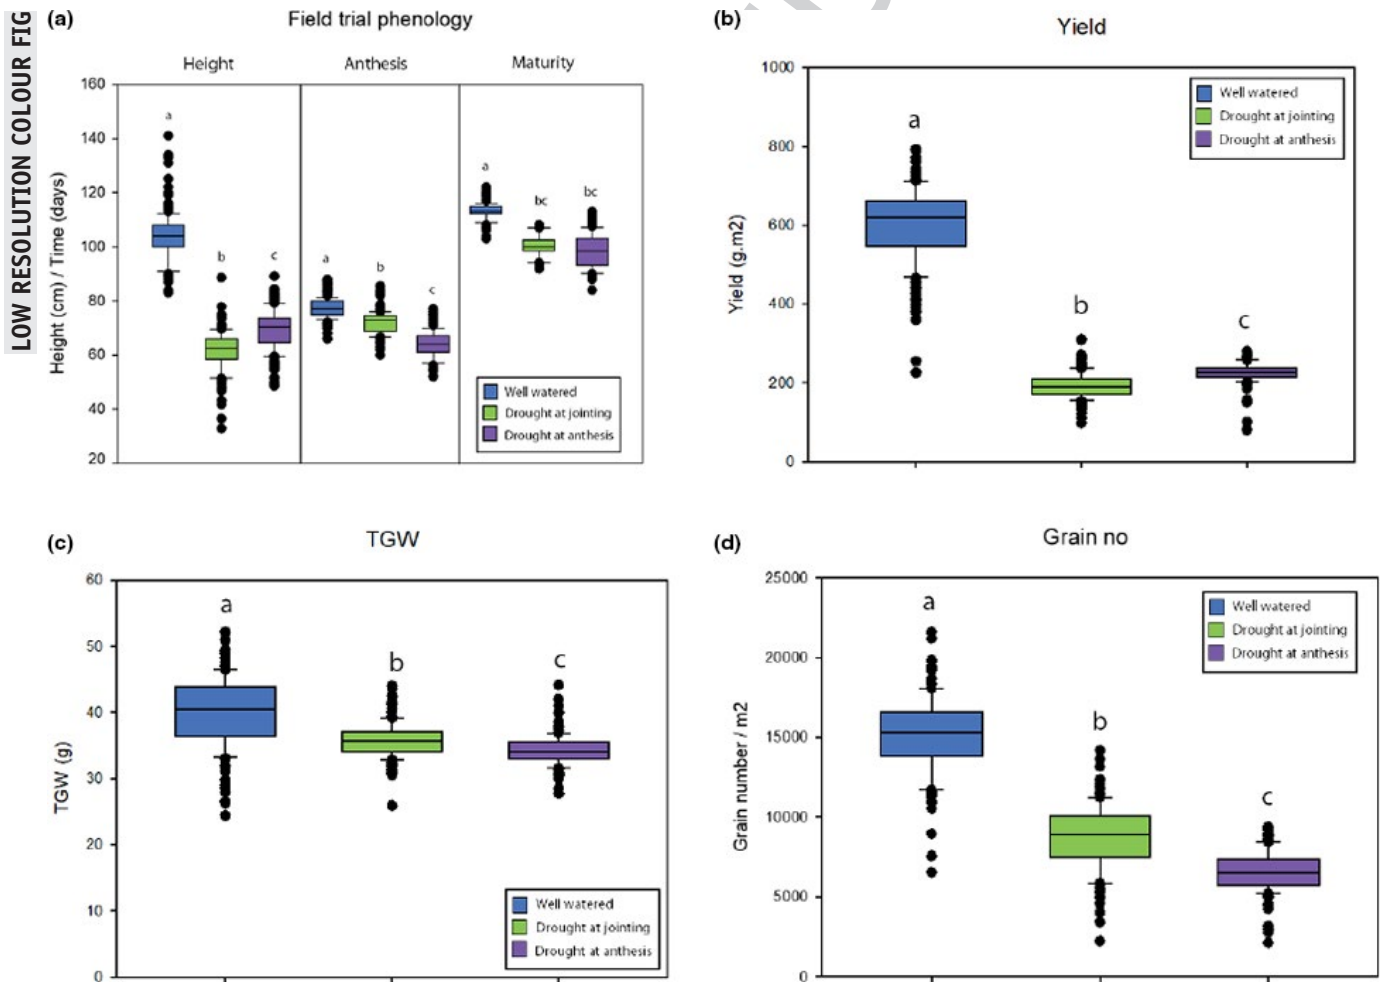 LOW RESOLUTION COLOUR FIG
(a)
Field trial phenology
Height
Anthesis
Maturity
Height (cm) / Time (days)
160
140
120
100
80
60
40
20
a
b
c
a
b
c
a
bc
bc
Well watered
Drought at jointing
Drought at anthesis
(b)
Yield
Yield (g.m2)
1000
800
600
400
200
0
a
b
c
Well watered
Drought at jointing
Drought at anthesis
(c)
TGW
TGW (g)
60
50
40
30
20
10
0
a
b
c
Well watered
Drought at jointing
Drought at anthesis
(d)
Grain no
Grain number / m2
25000
20000
15000
10000
5000
0
a
b
c
Well watered
Drought at jointing
Drought at anthesis